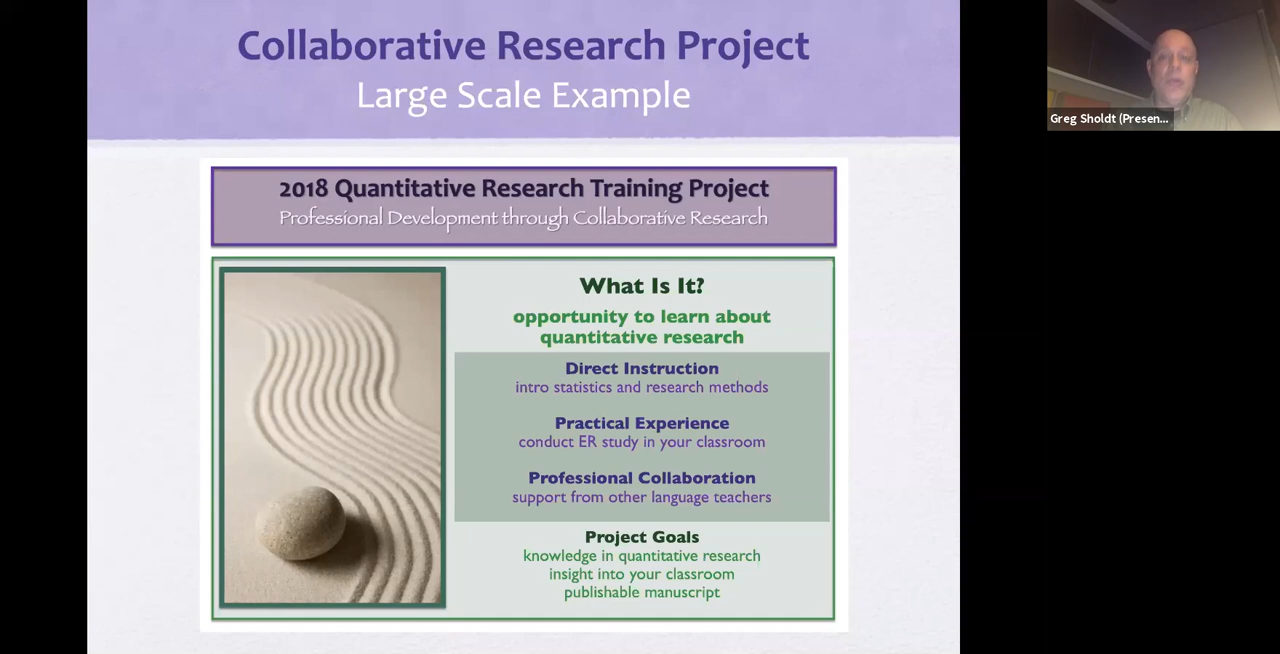 Collaborative Research Project
Large Scale Example
Greg Sholdt (Presen...
2018 Quantitative Research Training Project
Professional Development through Collaborative Research
What Is It?
opportunity to learn about
quantitative research
Direct Instruction
intro statistics and research methods
Practical Experience
conduct ER study in your classroom
Professional Collaboration
support from other language teachers
Project Goals
knowledge in quantitative research
insight into your classroom
publishable manuscript